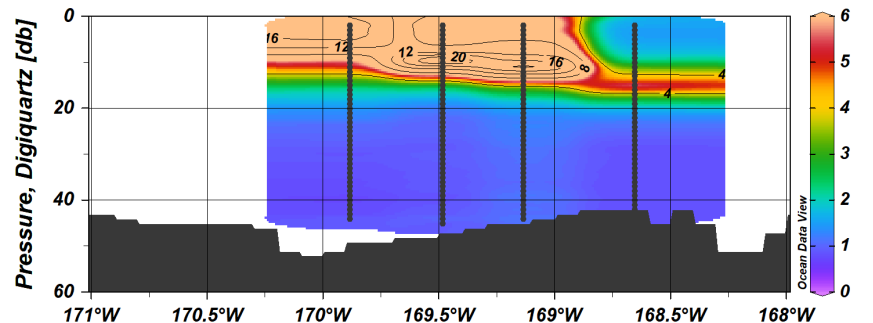 Pressure, Digiquartz [db]
0
20
40
60
171°W
170.5°W
170°W
169.5°W
169°W
168.5°W
168°W
16
12
12
20
16
8
4
4
Ocean Data View
6
5
4
3
2
1
0